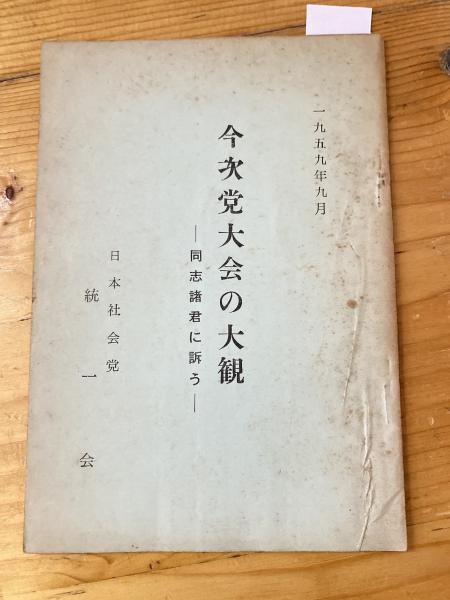 一九五九年九月
今次党大会の大観
―同志諸君に訴う―
日本社会党
統一会